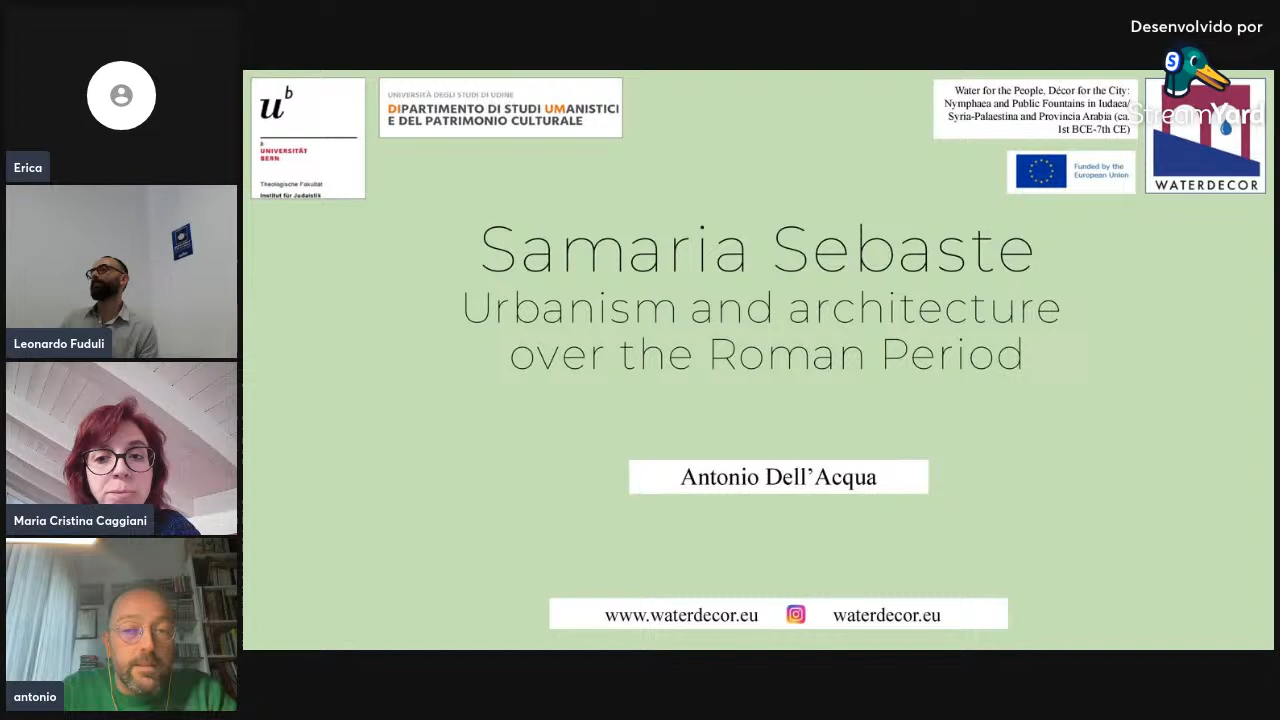 Desenvolvido por
StreamYard
Erica
Leonardo Fuduli
Maria Cristina Caggiani
antonio
u^b
b
UNIVERSITÄT
BERN
Theologische Fakultät
Institut für Judaistik
UNIVERSITÀ DEGLI STUDI DI UDINE
DIPARTIMENTO DI STUDI UMANISTICI
E DEL PATRIMONIO CULTURALE
Water for the People, Décor for the City:
Nymphaea and Public Fountains in Iudaea/
Syria-Palaestina and Provincia Arabia (ca.
1st BCE-7th CE)
Funded by the
European Union
WATERDECOR
Samaria Sebaste
Urbanism and architecture
over the Roman Period
Antonio Dell’Acqua
www.waterdecor.eu waterdecor.eu